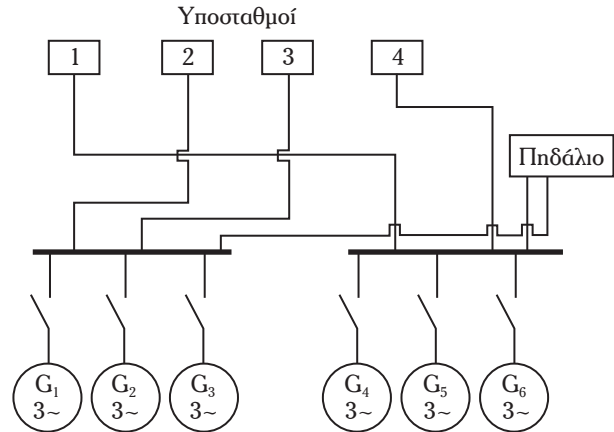 Υποσταθμοί
1 2 3 4
Πηδάλιο
G₁ G₂ G₃ G₄ G₅ G₆
3~ 3~ 3~ 3~ 3~ 3~